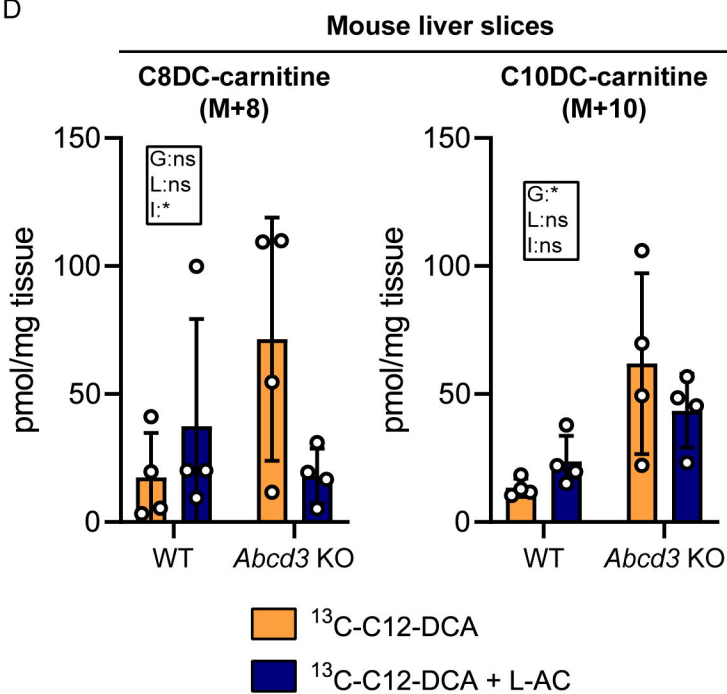 D
Mouse liver slices
C8DC-carnitine
(M+8)
150
100
50
0
pmol/mg tissue
G:ns
L:ns
I:*
WT
Abcd3 KO
C10DC-carnitine
(M+10)
150
100
50
0
pmol/mg tissue
G:*
L:ns
I:ns
WT
Abcd3 KO
¹³C-C12-DCA
¹³C-C12-DCA + L-AC